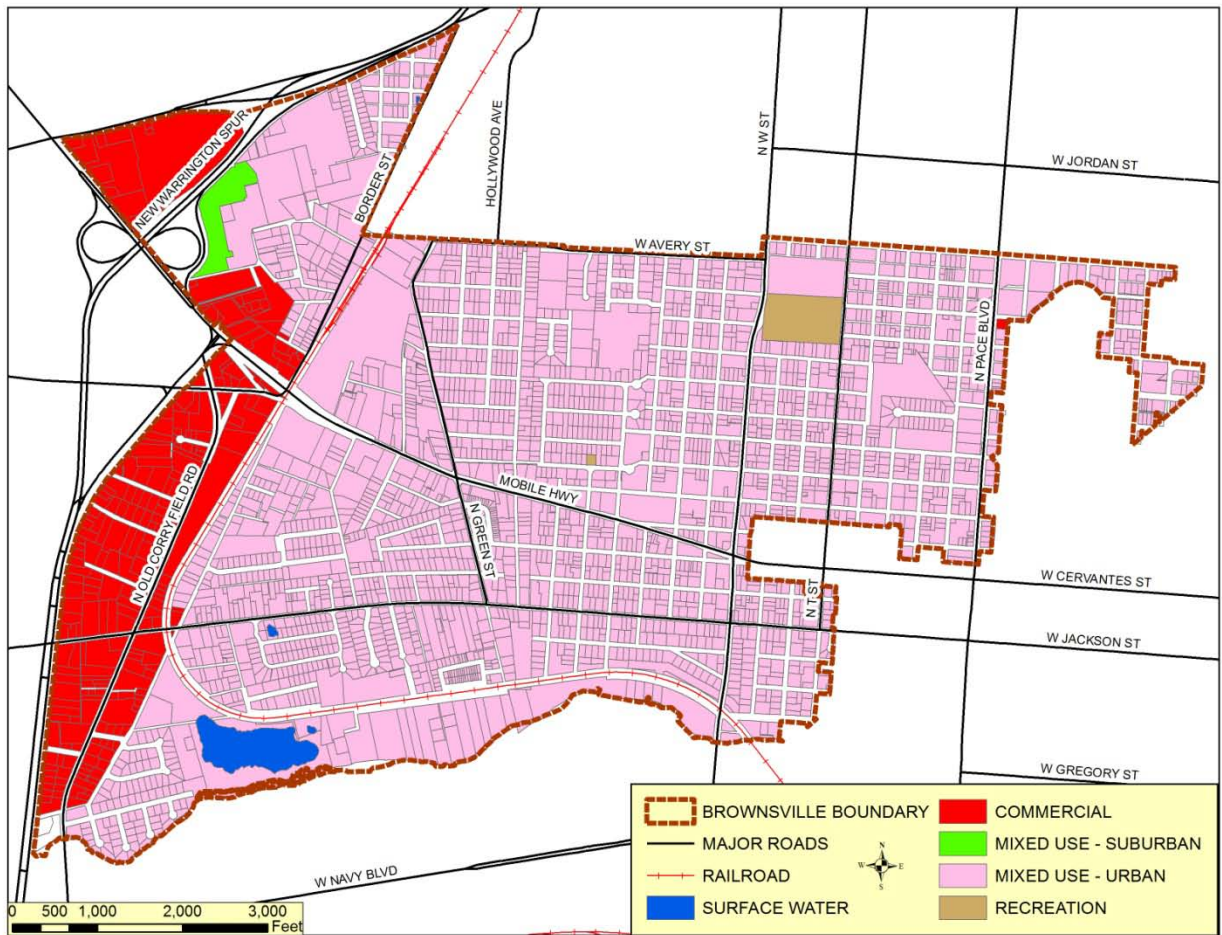 NEW WARRINGTON SPUR
BORDER ST
HOLLYWOOD AVE
N W ST
W JORDAN ST
W AVERY ST
N PACE BLVD
N OLD CORRY FIELD RD
MOBILE HWY
N GREEN ST
W CERVANTES ST
N T ST
W JACKSON ST
W GREGORY ST
W NAVY BLVD
BROWNSVILLE BOUNDARY
MAJOR ROADS
RAILROAD
SURFACE WATER
COMMERCIAL
MIXED USE - SUBURBAN
MIXED USE - URBAN
RECREATION
N
W E
S
0 500 1,000 2,000 3,000
Feet